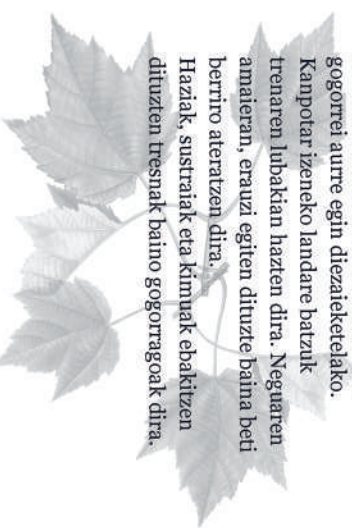 gogorrei aurre egin diezaieketelako.
Kanpotar izeneko landare batzuk
trenaren lubakian hazten dira. Neguaren
amaieran, erauzi egiten dituzte baina beti
berriro ateratzen dira.
Haziak, sustraiak eta kimuak ebakitzen
dituzten tresnak baino gogorragoak dira.